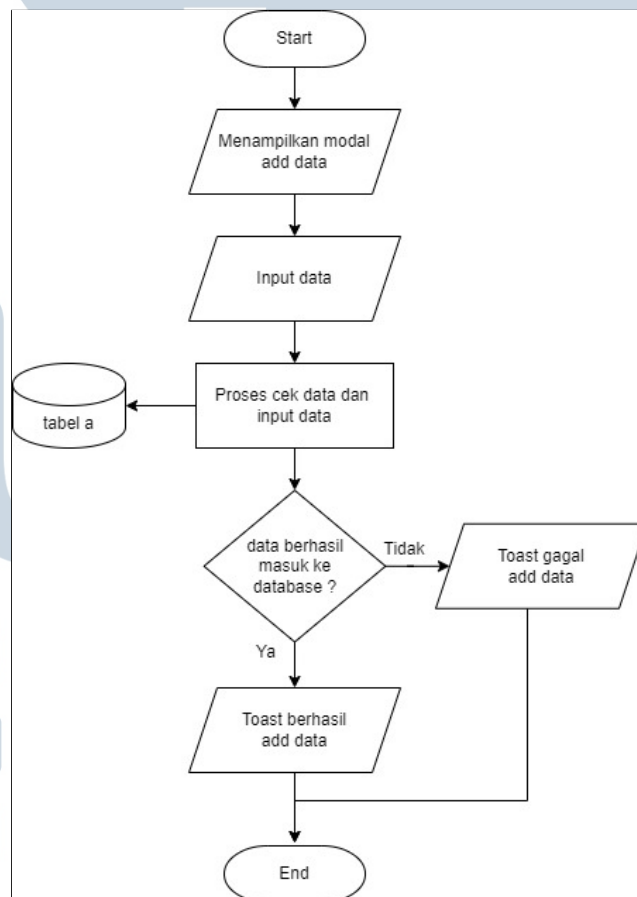 Start
Menampilkan modal
add data
Input data
Proses cek data dan
input data
tabel a
data berhasil
masuk ke
database ?
Tidak
Toast gagal
add data
Ya
Toast berhasil
add data
End